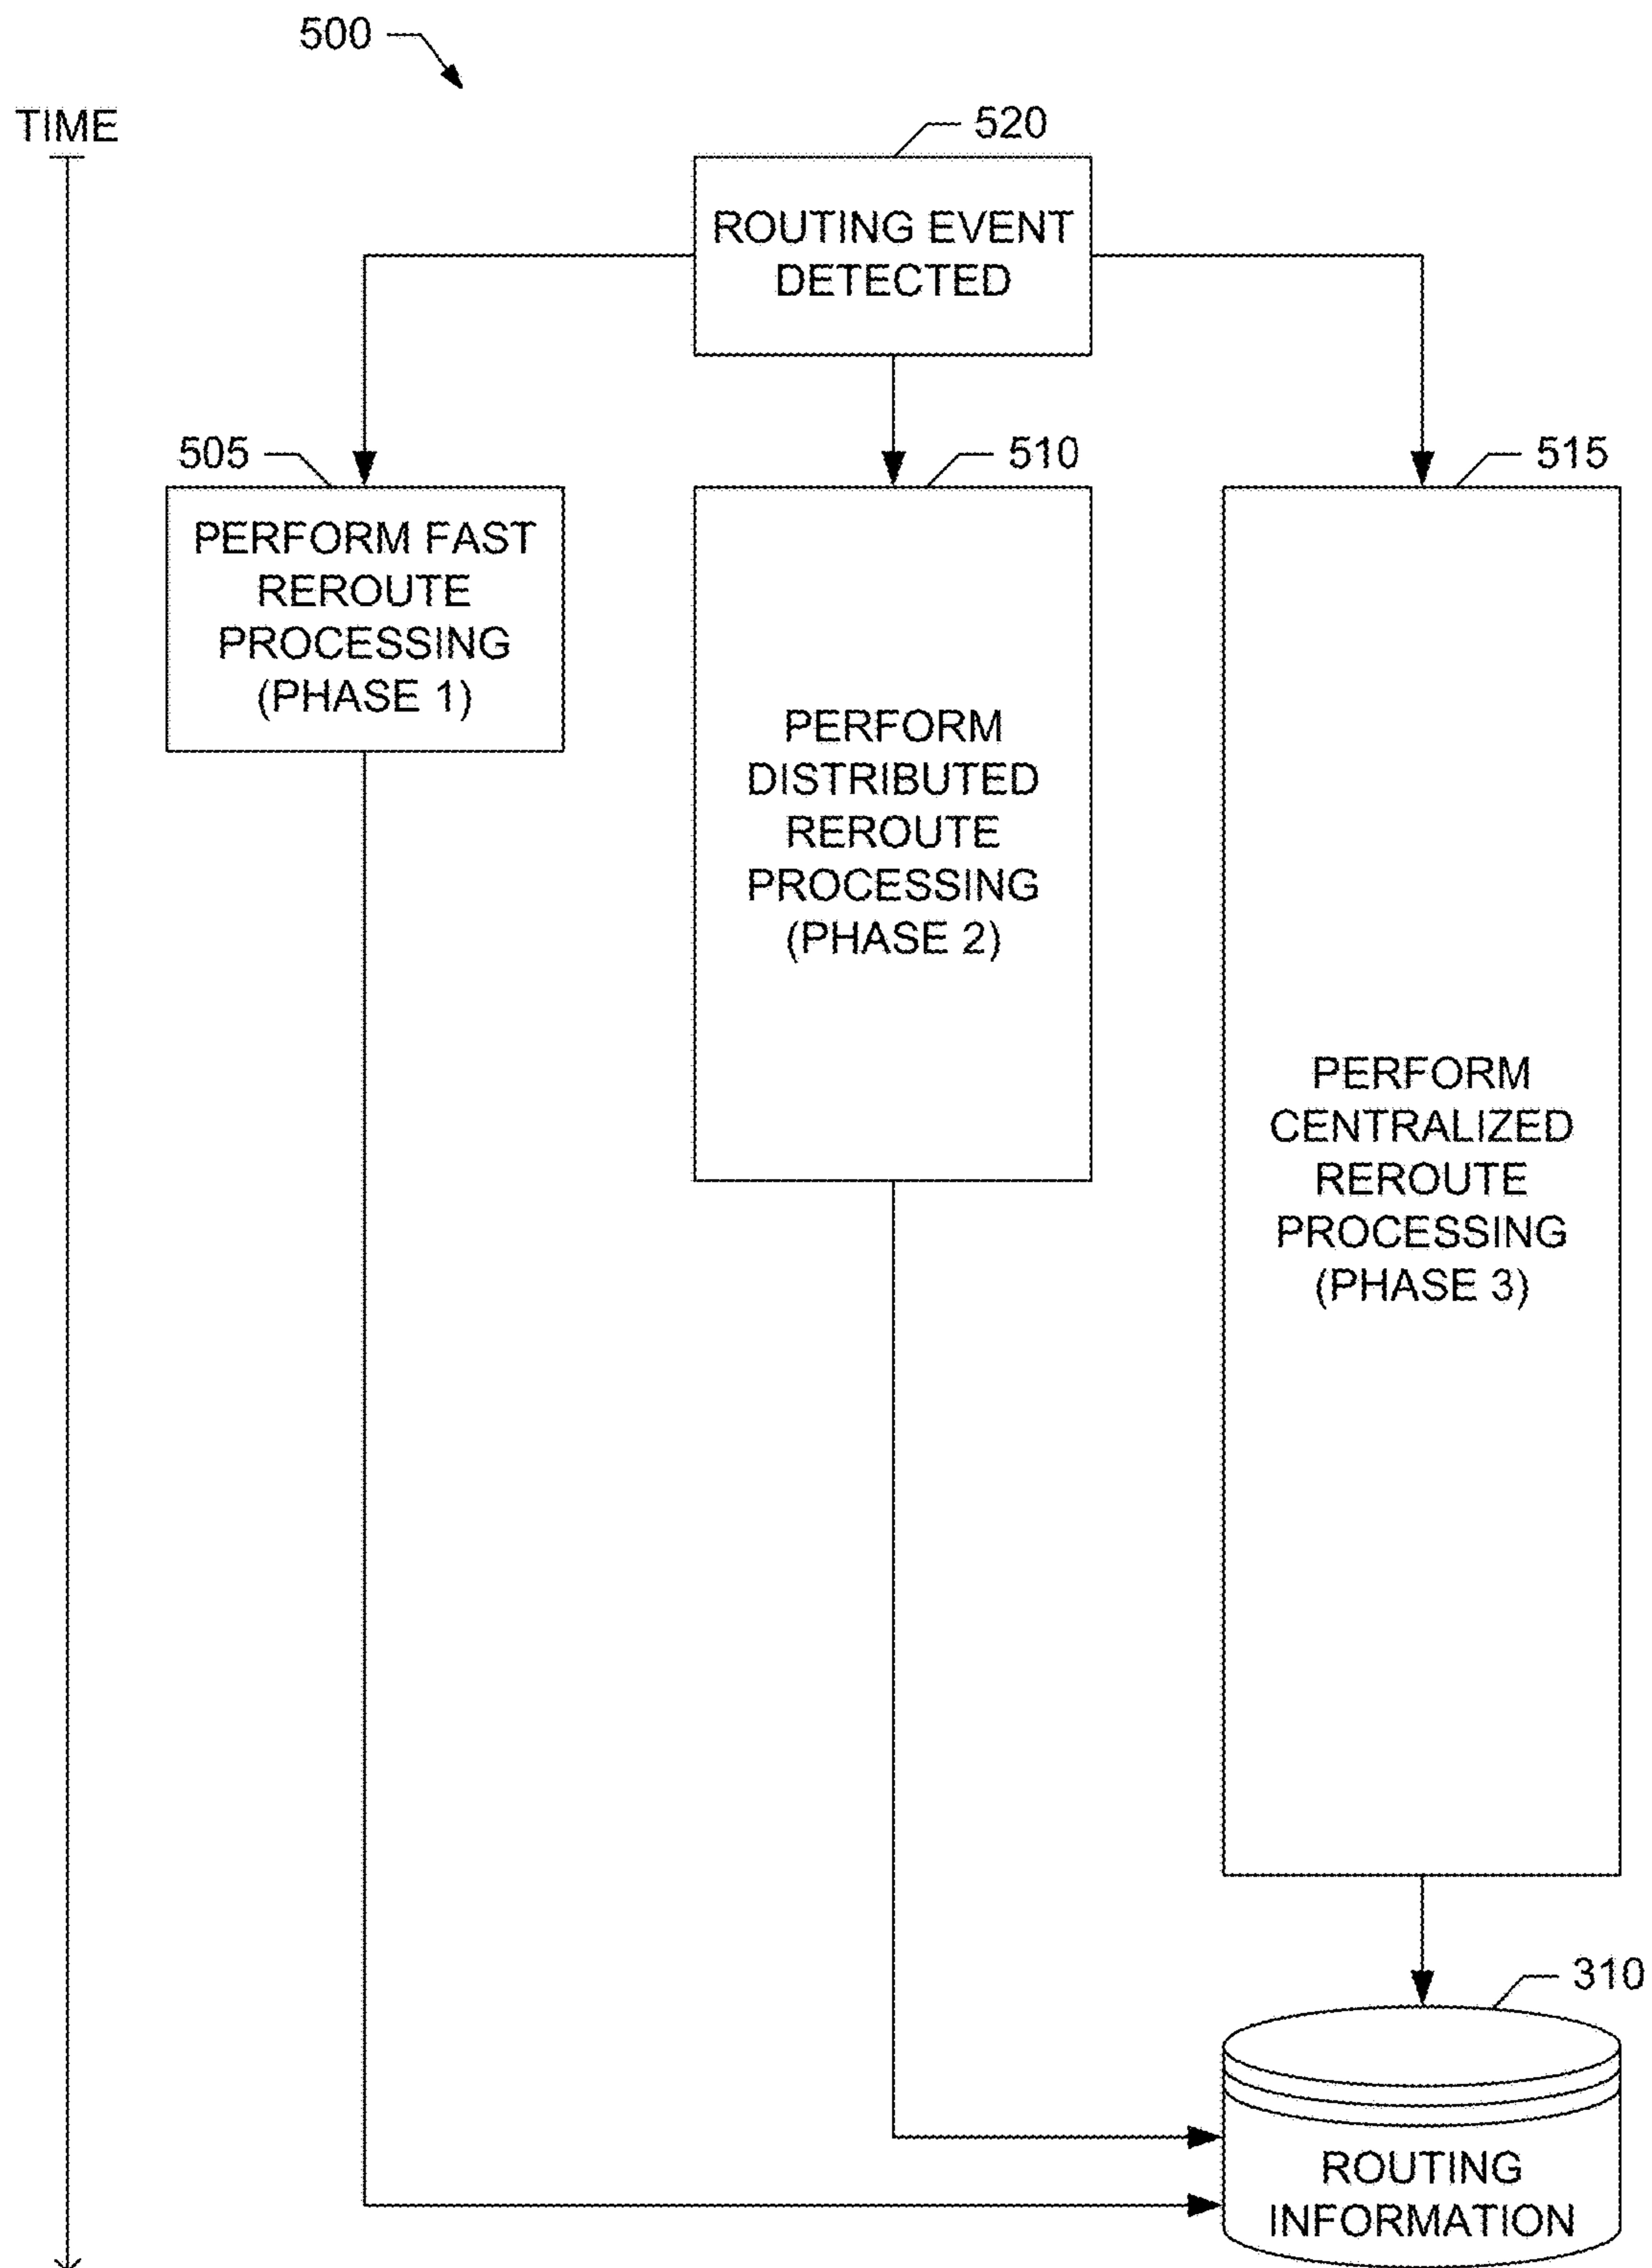 500
TIME
520
ROUTING EVENT
DETECTED
505
PERFORM FAST
REROUTE
PROCESSING
(PHASE 1)
510
PERFORM
DISTRIBUTED
REROUTE
PROCESSING
(PHASE 2)
515
PERFORM
CENTRALIZED
REROUTE
PROCESSING
(PHASE 3)
310
ROUTING
INFORMATION